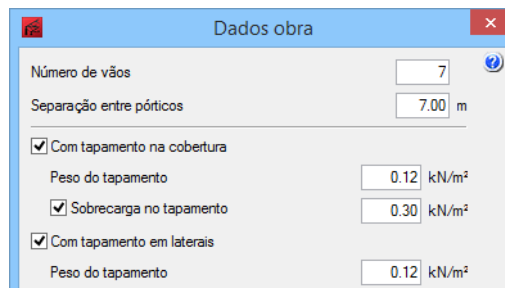 Dados obra
Número de vãos 7
Separação entre pórticos 7.00 m
Com tapamento na cobertura
Peso do tapamento 0.12 kN/m²
Sobrecarga no tapamento 0.30 kN/m²
Com tapamento em laterais
Peso do tapamento 0.12 kN/m²